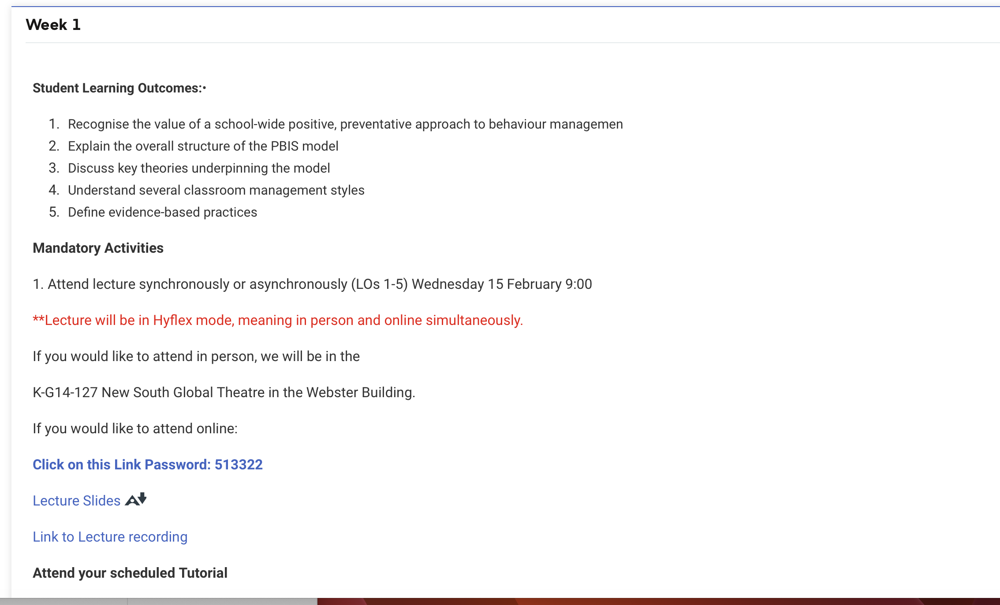 Week 1
Student Learning Outcomes:•
1. Recognise the value of a school-wide positive, preventative approach to behaviour managemen
2. Explain the overall structure of the PBIS model
3. Discuss key theories underpinning the model
4. Understand several classroom management styles
5. Define evidence-based practices
Mandatory Activities
1. Attend lecture synchronously or asynchronously (LOs 1-5) Wednesday 15 February 9:00
**Lecture will be in Hyflex mode, meaning in person and online simultaneously.
If you would like to attend in person, we will be in the
K-G14-127 New South Global Theatre in the Webster Building.
If you would like to attend online:
Click on this Link Password: 513322
Lecture Slides
Link to Lecture recording
Attend your scheduled Tutorial